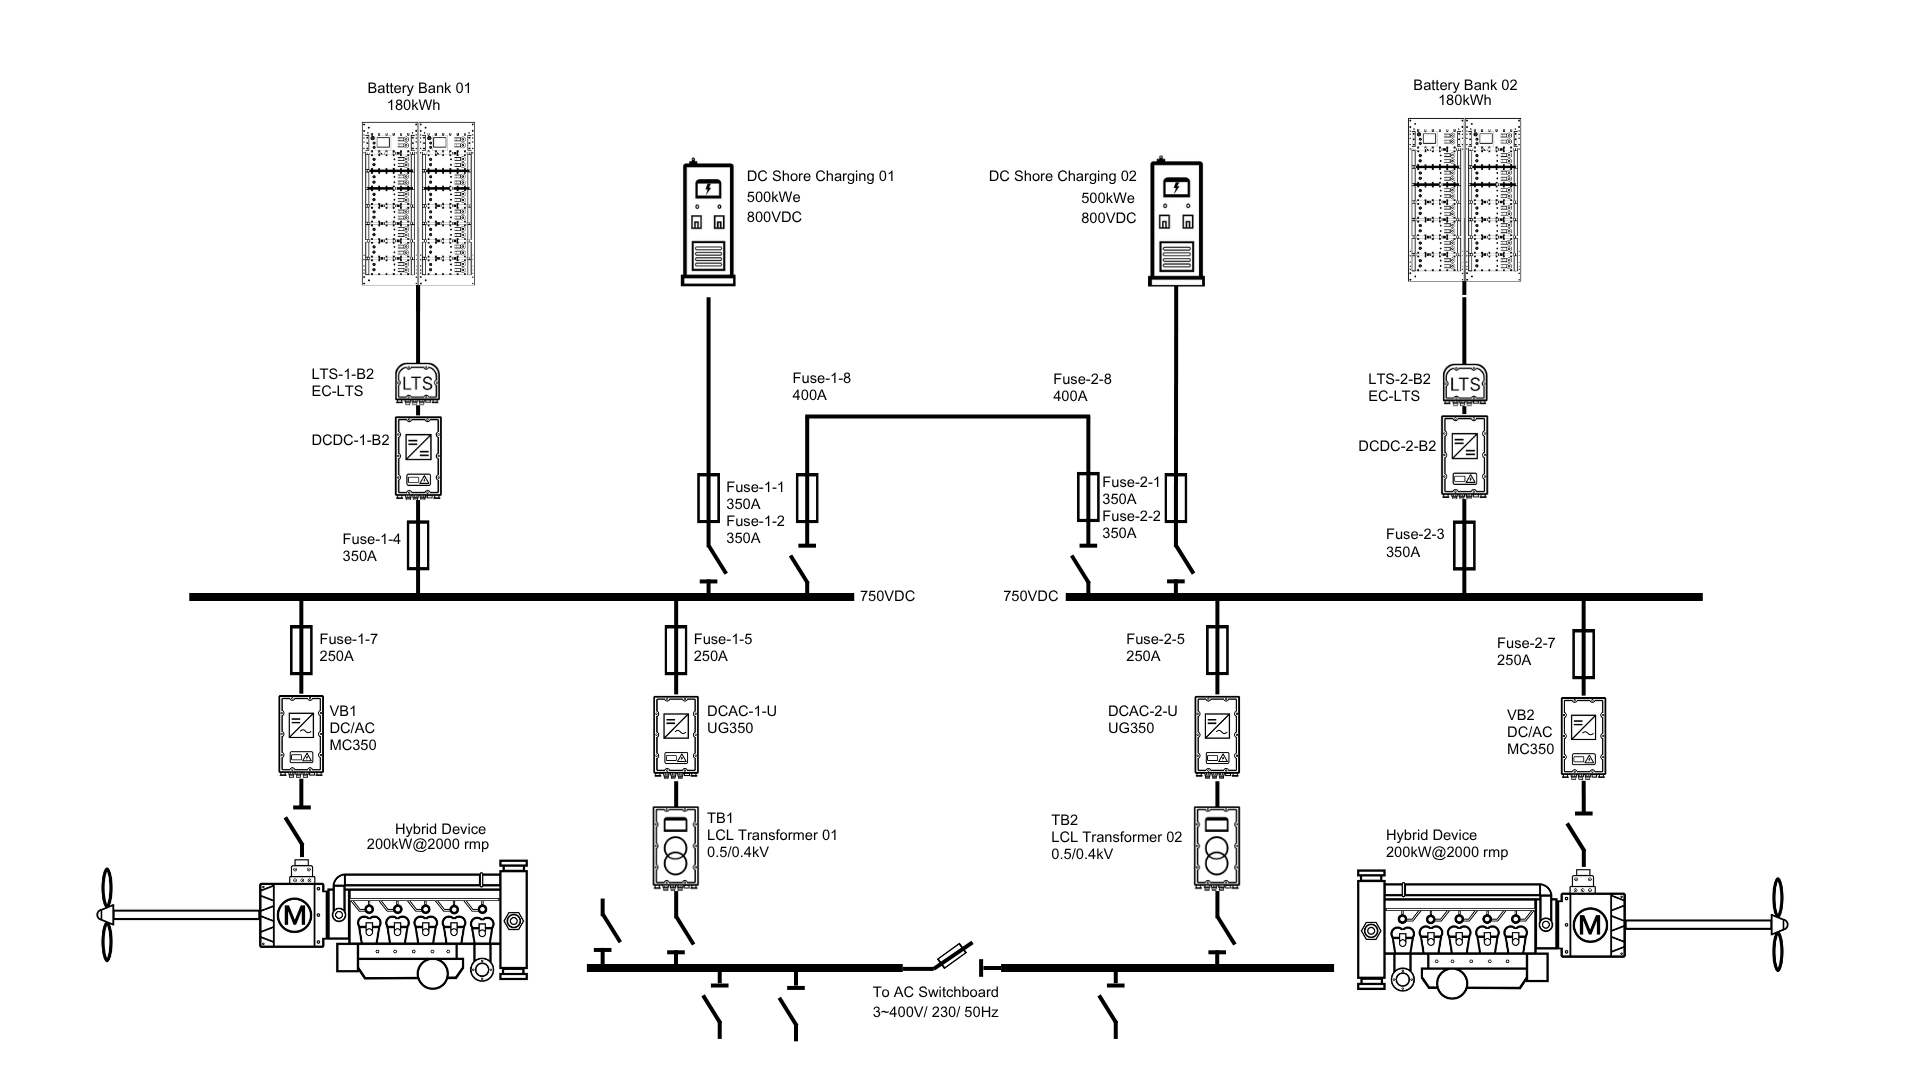 Battery Bank 01
180kWh
Battery Bank 02
180kWh
DC Shore Charging 01
500kWe
800VDC
DC Shore Charging 02
500kWe
800VDC
LTS-1-B2
EC-LTS
LTS
DCDC-1-B2
Fuse-1-8
400A
Fuse-2-8
400A
LTS-2-B2
EC-LTS
LTS
DCDC-2-B2
Fuse-1-4
350A
Fuse-1-1
350A
Fuse-1-2
350A
Fuse-2-1
350A
Fuse-2-2
350A
Fuse-2-3
350A
750VDC
750VDC
Fuse-1-7
250A
Fuse-1-5
250A
Fuse-2-5
250A
Fuse-2-7
250A
VB1
DC/AC
MC350
DCAC-1-U
UG350
DCAC-2-U
UG350
VB2
DC/AC
MC350
TB1
LCL Transformer 01
0.5/0.4kV
TB2
LCL Transformer 02
0.5/0.4kV
Hybrid Device
200kW@2000 rmp
Hybrid Device
200kW@2000 rmp
M
M
To AC Switchboard
3~400V/ 230/ 50Hz